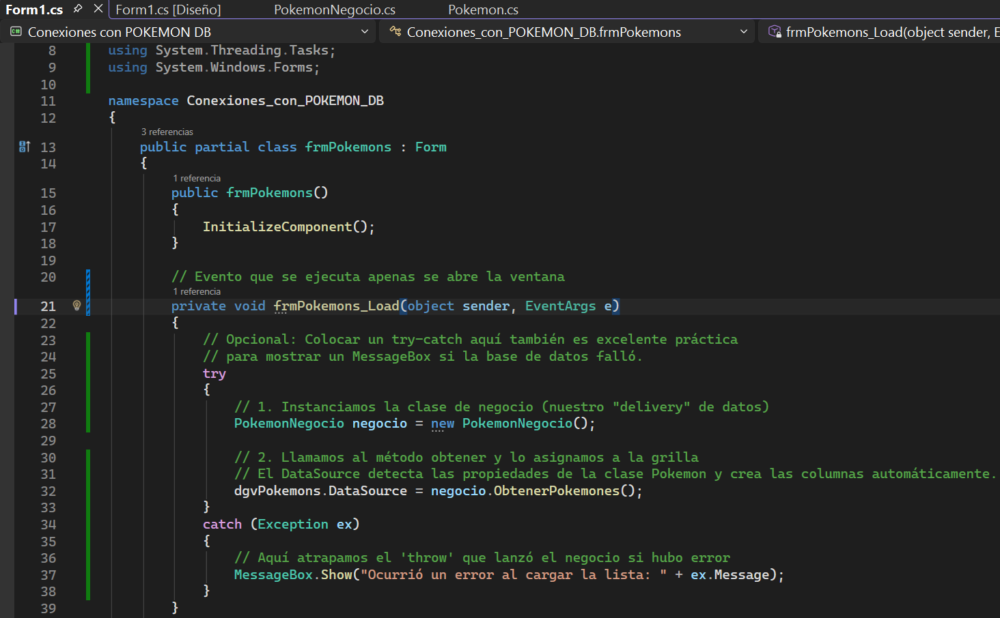 Form1.cs Form1.cs [Diseño] PokemonNegocio.cs Pokemon.cs
C# Conexiones con POKEMON DB Conexiones_con_POKEMON_DB.frmPokemons frmPokemons_Load(object sender, E
8 using System.Threading.Tasks;
9 using System.Windows.Forms;
10
11 namespace Conexiones_con_POKEMON_DB
12 {
3 referencias
13 public partial class frmPokemons : Form
14 {
1 referencia
15 public frmPokemons()
16 {
17 InitializeComponent();
18 }
19
20 // Evento que se ejecuta apenas se abre la ventana
1 referencia
21 private void frmPokemons_Load(object sender, EventArgs e)
22 {
23 // Opcional: Colocar un try-catch aquí también es excelente práctica
24 // para mostrar un MessageBox si la base de datos falló.
25 try
26 {
27 // 1. Instanciamos la clase de negocio (nuestro "delivery" de datos)
28 PokemonNegocio negocio = new PokemonNegocio();
29
30 // 2. Llamamos al método obtener y lo asignamos a la grilla
31 // El DataSource detecta las propiedades de la clase Pokemon y crea las columnas automáticamente.
32 dgvPokemons.DataSource = negocio.ObtenerPokemones();
33 }
34 catch (Exception ex)
35 {
36 // Aquí atrapamos el 'throw' que lanzó el negocio si hubo error
37 MessageBox.Show("Ocurrió un error al cargar la lista: " + ex.Message);
38 }
39 }